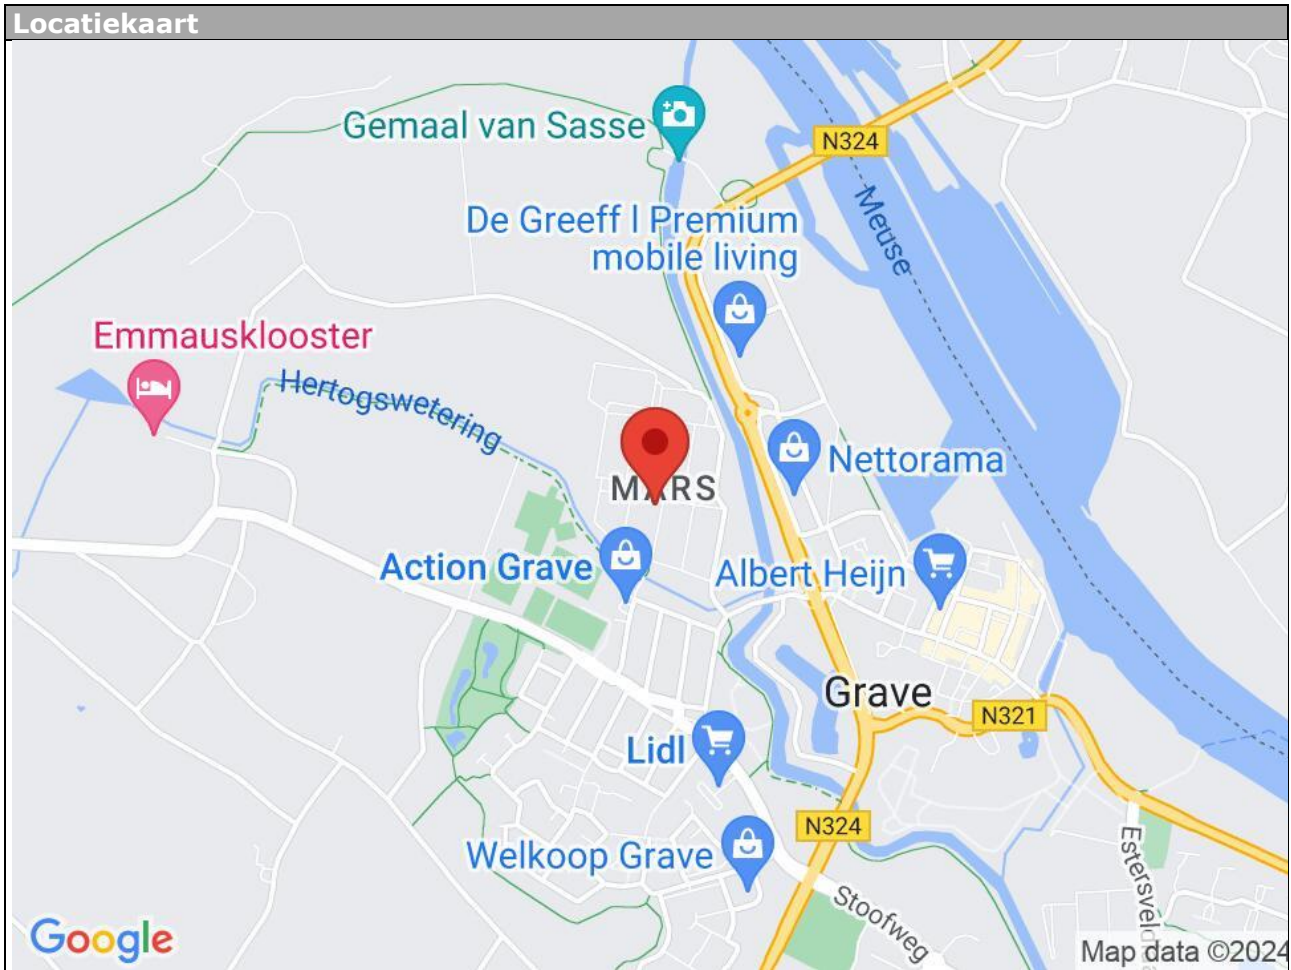 Locatiekaart
Gemaal van Sasse
N324
De Greeff l Premium
mobile living
Meuse
Emmausklooster
Hertogswetering
MARS
Nettorama
Action Grave
Albert Heijn
Grave
N321
Lidl
N324
Welkoop Grave
Stoofweg
Google
Map data ©2024